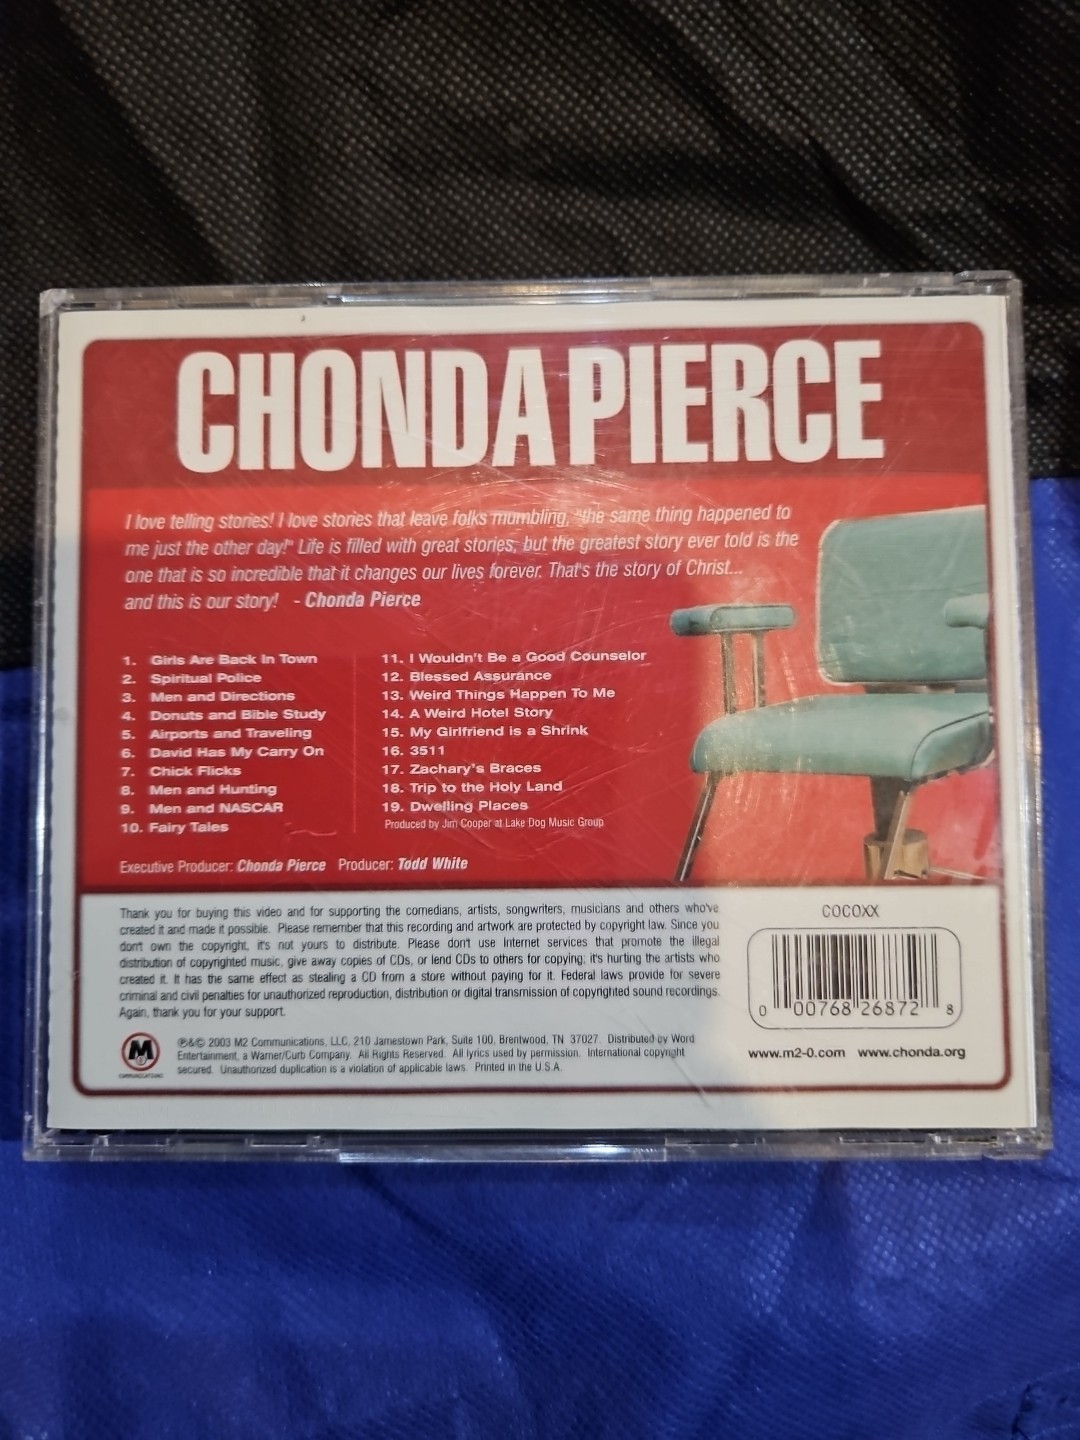 CHONDA PIERCE
I love telling stories! I love stories that leave folks mumbling, "the same thing happened to
me just the other day!" Life is filled with great stories, but the greatest story ever told is the
one that is so incredible that it changes our lives forever. That's the story of Christ...
and this is our story! - Chonda Pierce
1. Girls Are Back In Town
2. Spiritual Police
3. Men and Directions
4. Donuts and Bible Study
5. Airports and Traveling
6. David Has My Carry On
7. Chick Flicks
8. Men and Hunting
9. Men and NASCAR
10. Fairy Tales
11. I Wouldn't Be a Good Counselor
12. Blessed Assurance
13. Weird Things Happen To Me
14. A Weird Hotel Story
15. My Girlfriend is a Shrink
16. 3511
17. Zachary's Braces
18. Trip to the Holy Land
19. Dwelling Places
Produced by Jim Cooper at Lake Dog Music Group
Executive Producer: Chonda Pierce Producer: Todd White
Thank you for buying this video and for supporting the comedians, artists, songwriters, musicians and others who've
created it and made it possible. Please remember that this recording and artwork are protected by copyright law. Since you
don't own the copyright, it's not yours to distribute. Please don't use Internet services that promote the illegal
distribution of copyrighted music, give away copies of CDs, or lend CDs to others for copying; it's hurting the artists who
created it. It has the same effect as stealing a CD from a store without paying for it. Federal laws provide for severe
criminal and civil penalties for unauthorized reproduction, distribution or digital transmission of copyrighted sound recordings.
Again, thank you for your support.
M
COMMUNICATIONS
℗&© 2003 M2 Communications, LLC, 210 Jamestown Park, Suite 100, Brentwood, TN 37027. Distributed by Word
Entertainment, a Warner/Curb Company. All Rights Reserved. All lyrics used by permission. International copyright
secured. Unauthorized duplication is a violation of applicable laws. Printed in the U.S.A.
COCOXX
0 00768 26872 8
www.m2-0.com www.chonda.org